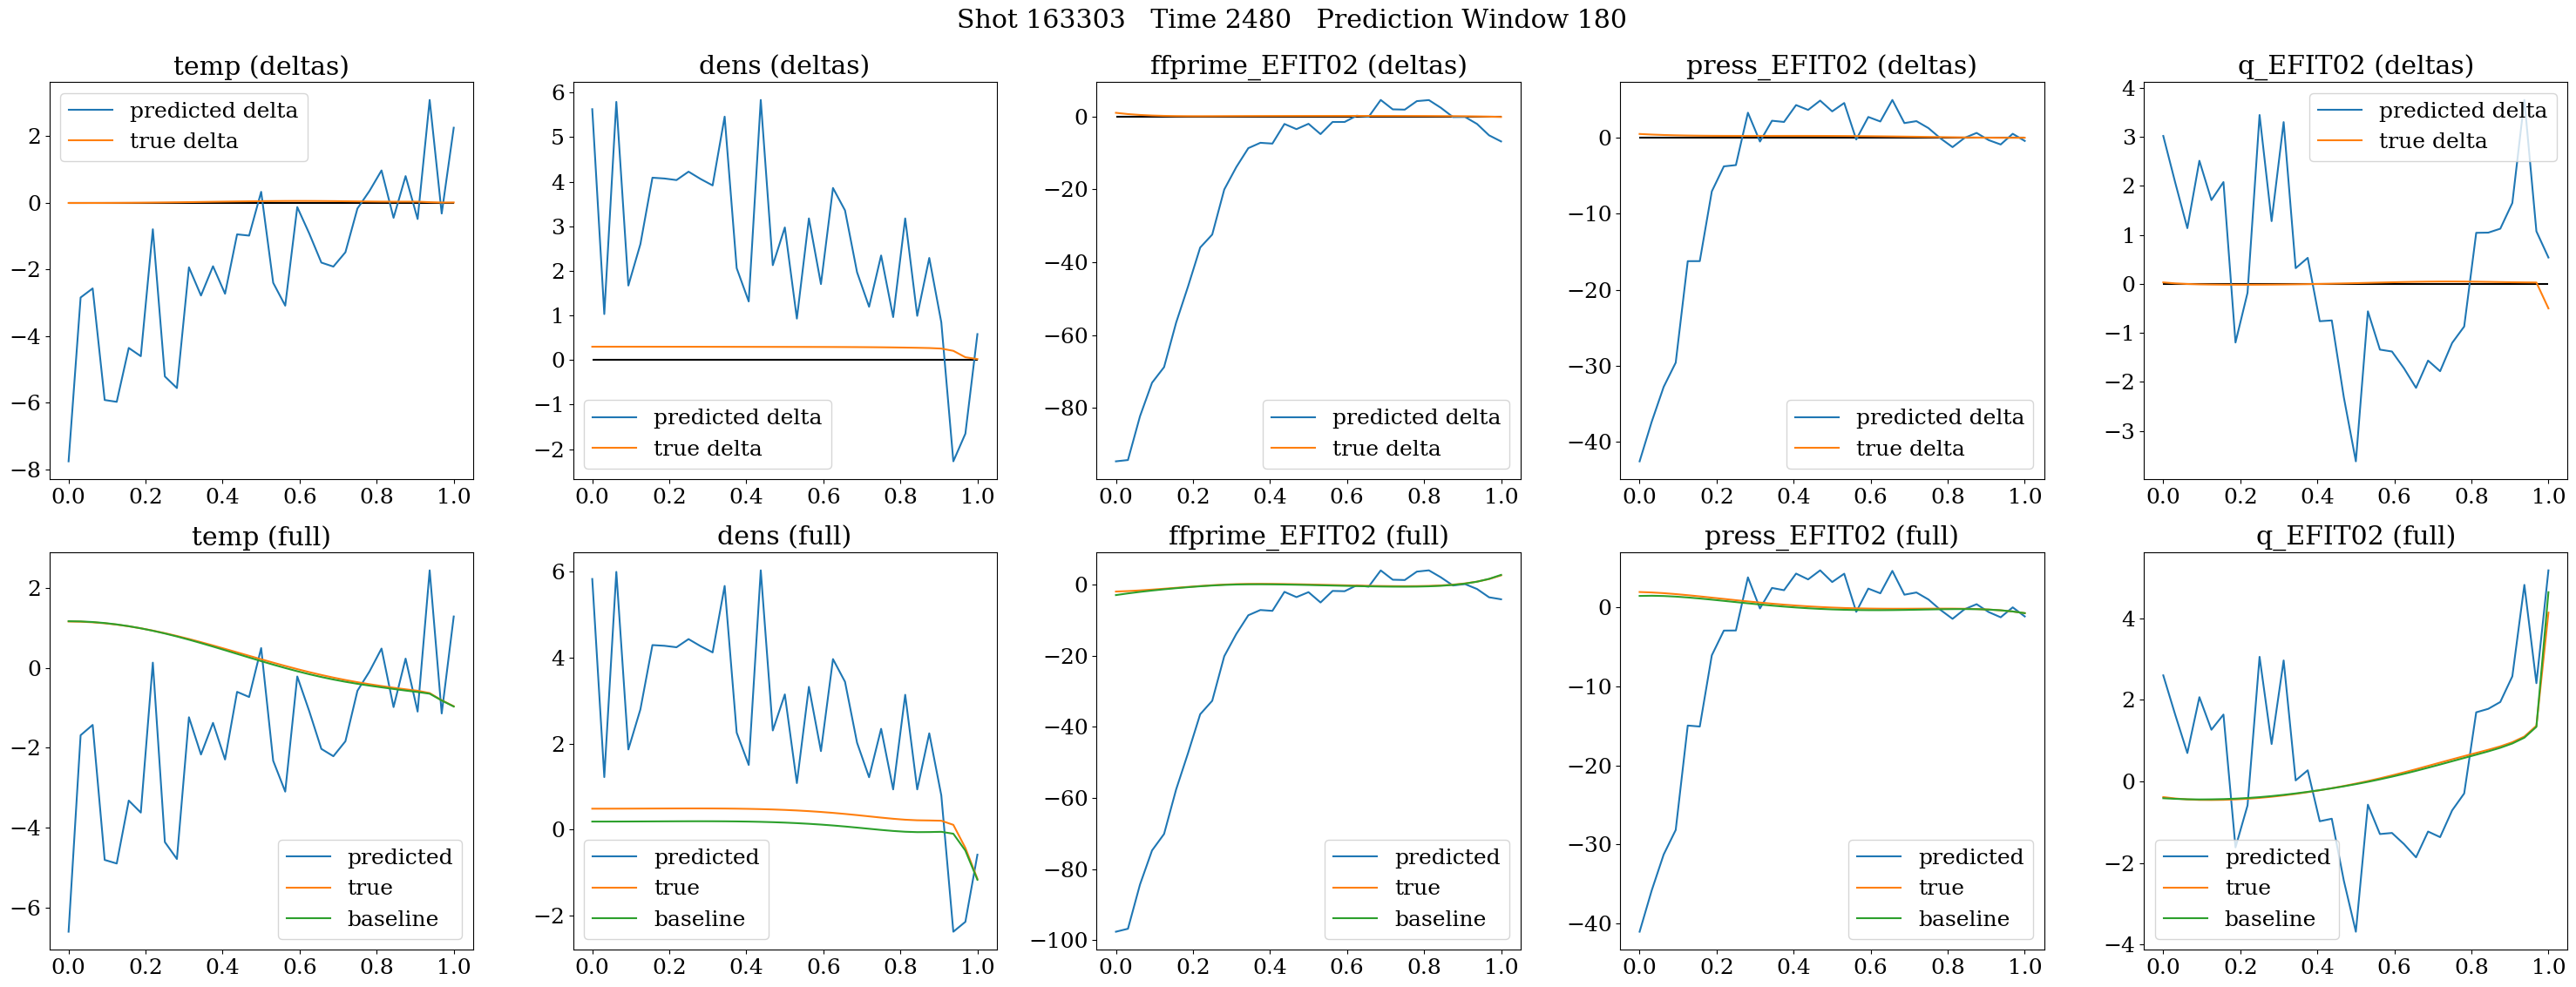 Shot 163303   Time 2480   Prediction Window 180
temp (deltas)
predicted delta
true delta
2
0
−2
−4
−6
−8
0.0 0.2 0.4 0.6 0.8 1.0
dens (deltas)
6
5
4
3
2
1
0
−1
−2
predicted delta
true delta
0.0 0.2 0.4 0.6 0.8 1.0
ffprime_EFIT02 (deltas)
0
−20
−40
−60
−80
predicted delta
true delta
0.0 0.2 0.4 0.6 0.8 1.0
press_EFIT02 (deltas)
0
−10
−20
−30
−40
predicted delta
true delta
0.0 0.2 0.4 0.6 0.8 1.0
q_EFIT02 (deltas)
4
3
2
1
0
−1
−2
−3
predicted delta
true delta
0.0 0.2 0.4 0.6 0.8 1.0
temp (full)
2
0
−2
−4
−6
predicted
true
baseline
0.0 0.2 0.4 0.6 0.8 1.0
dens (full)
6
4
2
0
−2
predicted
true
baseline
0.0 0.2 0.4 0.6 0.8 1.0
ffprime_EFIT02 (full)
0
−20
−40
−60
−80
−100
predicted
true
baseline
0.0 0.2 0.4 0.6 0.8 1.0
press_EFIT02 (full)
0
−10
−20
−30
−40
predicted
true
baseline
0.0 0.2 0.4 0.6 0.8 1.0
q_EFIT02 (full)
4
2
0
−2
−4
predicted
true
baseline
0.0 0.2 0.4 0.6 0.8 1.0